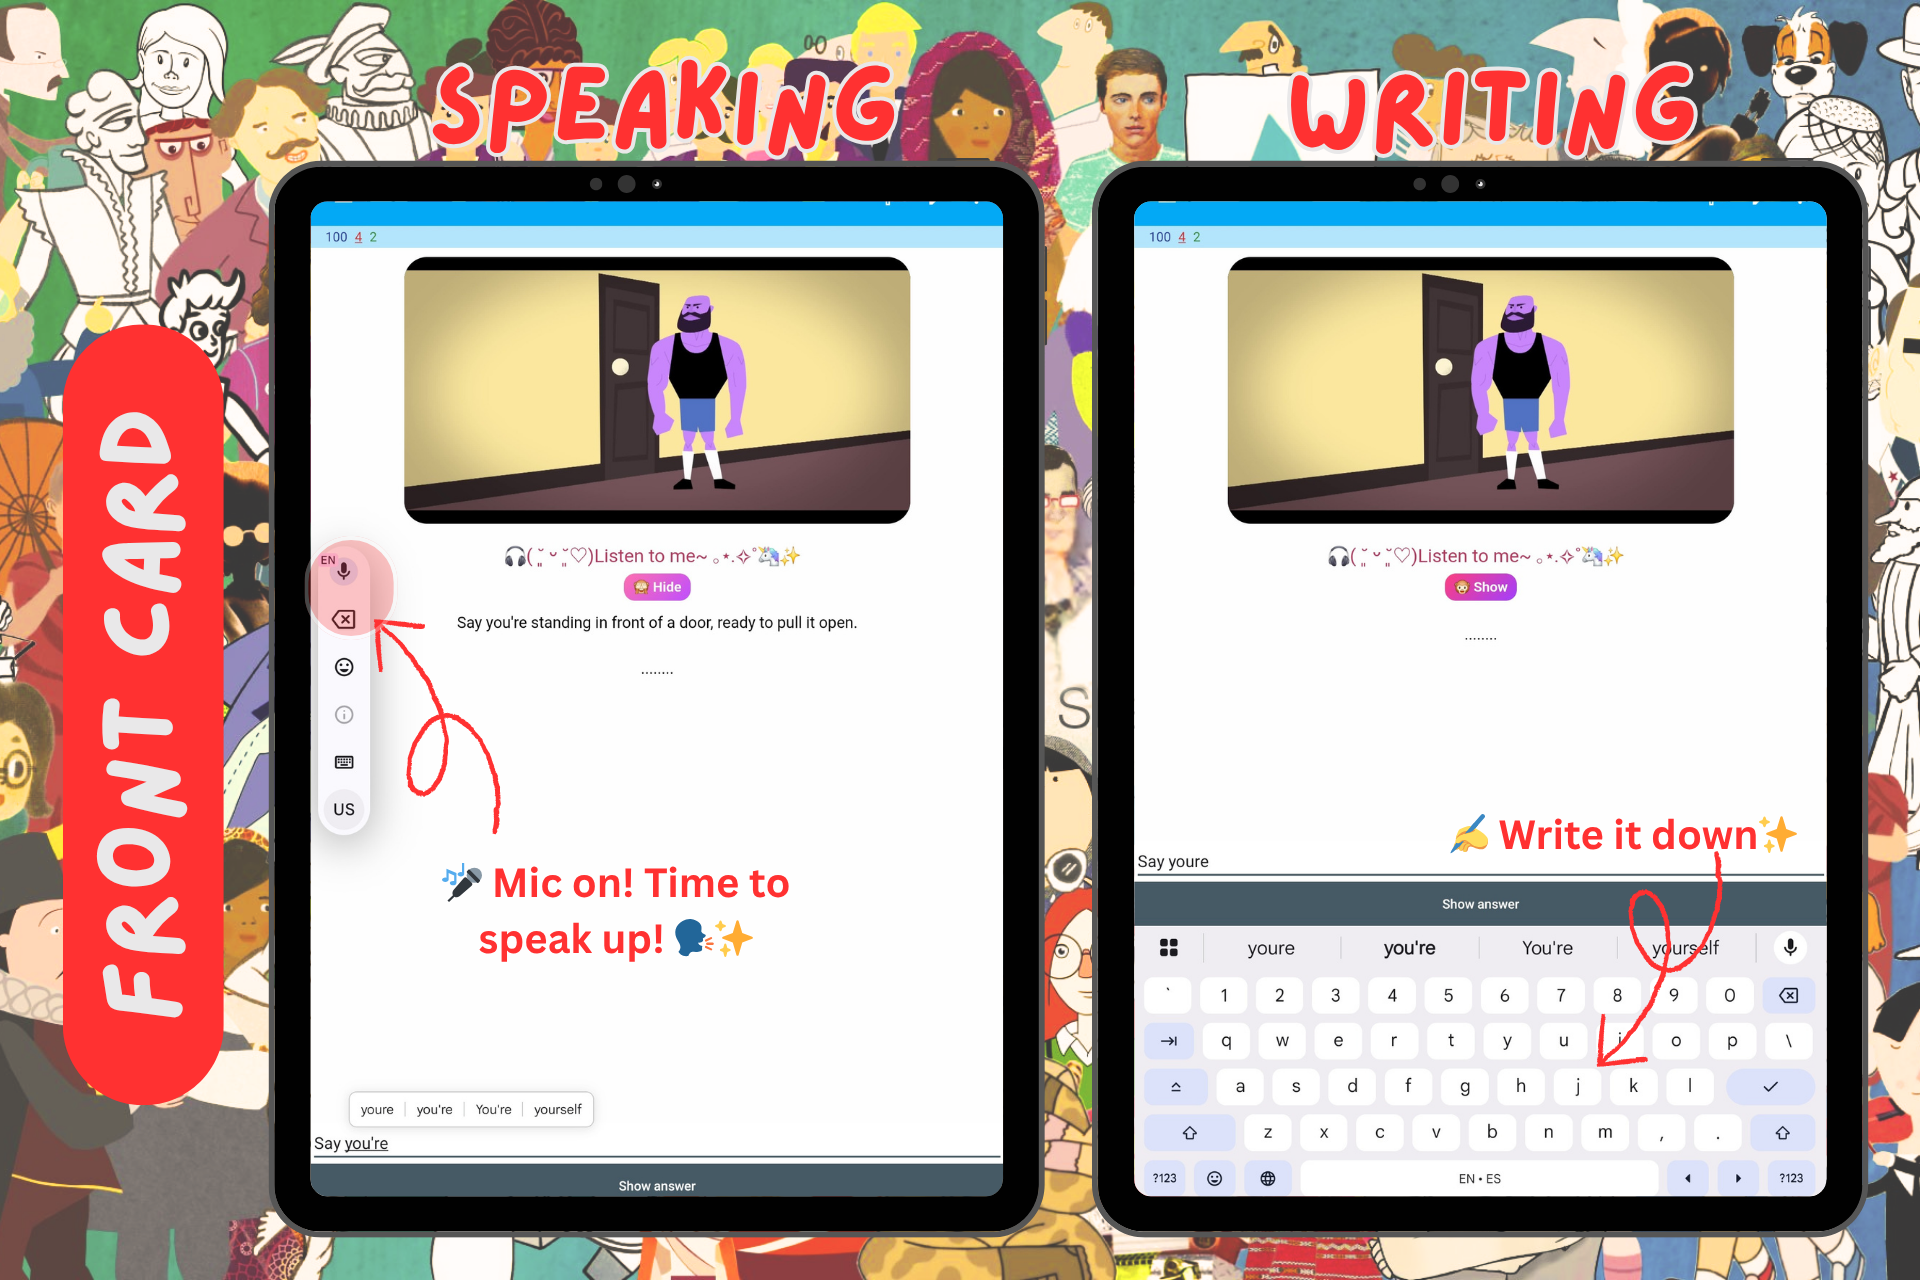 SPEAKING
WRITING
FRONT CARD
100 4 2
🎧( ˘͈ ᵕ ˘͈♡)Listen to me~ ｡⋆.✧˚🦄✨
🙈 Hide
Say you're standing in front of a door, ready to pull it open.
........
EN
US
🎤 Mic on! Time to
speak up! 🗣️✨
youre you're You're yourself
Say you're
Show answer
100 4 2
🎧( ˘͈ ᵕ ˘͈♡)Listen to me~ ｡⋆.✧˚🦄✨
🐵 Show
........
✍️ Write it down✨
Say youre
Show answer
youre you're You're yourself
` 1 2 3 4 5 6 7 8 9 0
q w e r t y u i o p \
a s d f g h j k l
z x c v b n m , .
?123 EN • ES ?123
S